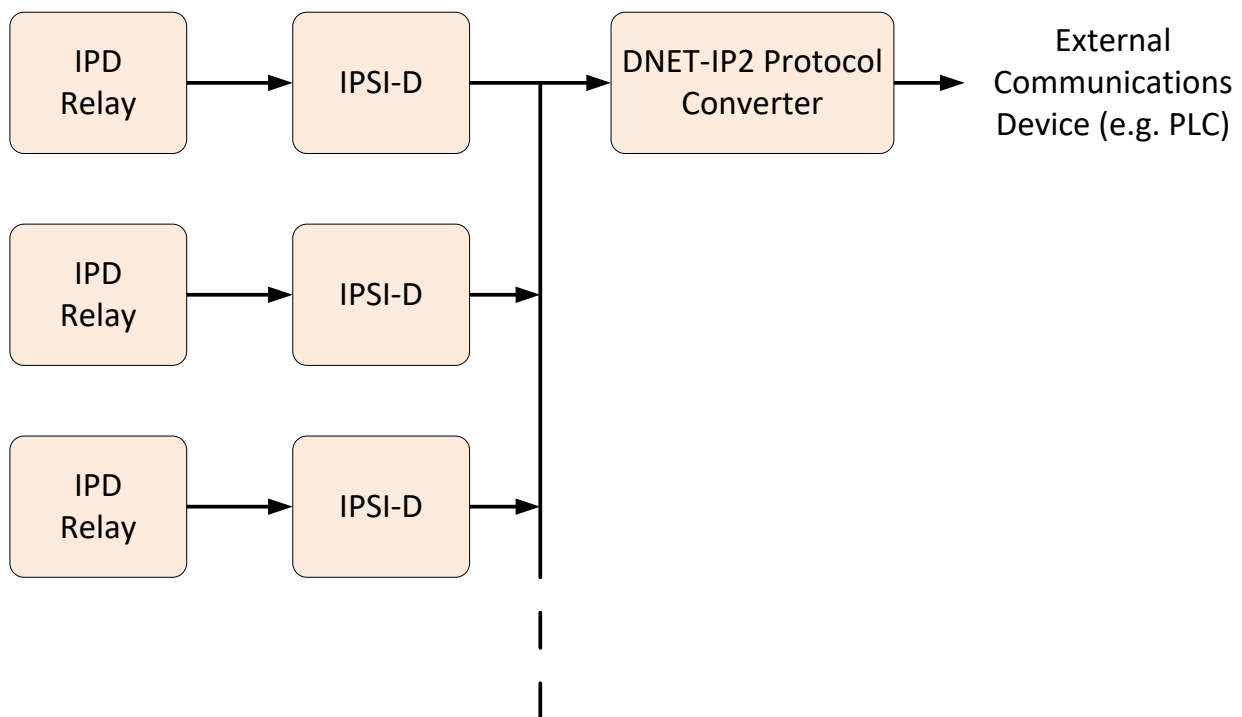 IPD
Relay
IPSI-D
DNET-IP2 Protocol
Converter
External
Communications
Device (e.g. PLC)
IPD
Relay
IPSI-D
IPD
Relay
IPSI-D